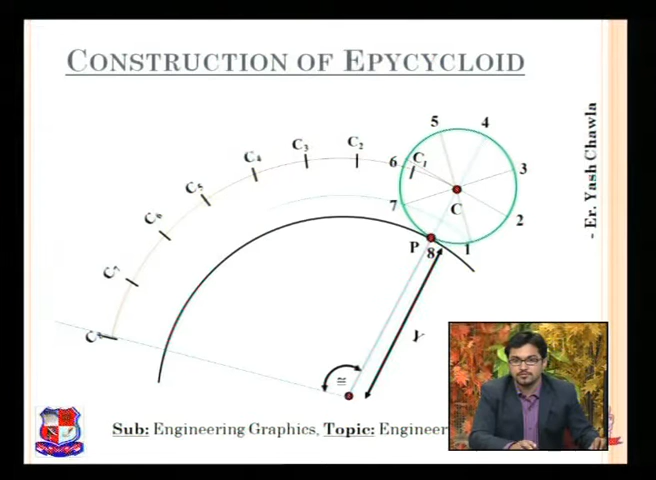 CONSTRUCTION OF EPYCYCLOID
- Er. Yash Chawla
5
4
C₃
C₂
C₄
6
C₁
3
C₅
C
7
2
C₆
P
8
1
C₇
Y
≅
Sub: Engineering Graphics, Topic: Engineer